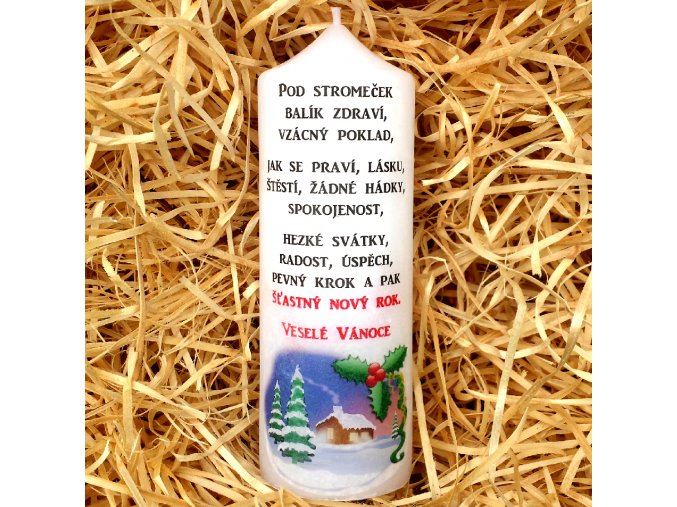 Pod stromeček
balík zdraví,
vzácný poklad,
jak se praví, lásku,
štěstí, žádné hádky,
spokojenost,
hezké svátky,
radost, úspěch,
pevný krok a pak
šťastný nový rok.
Veselé Vánoce